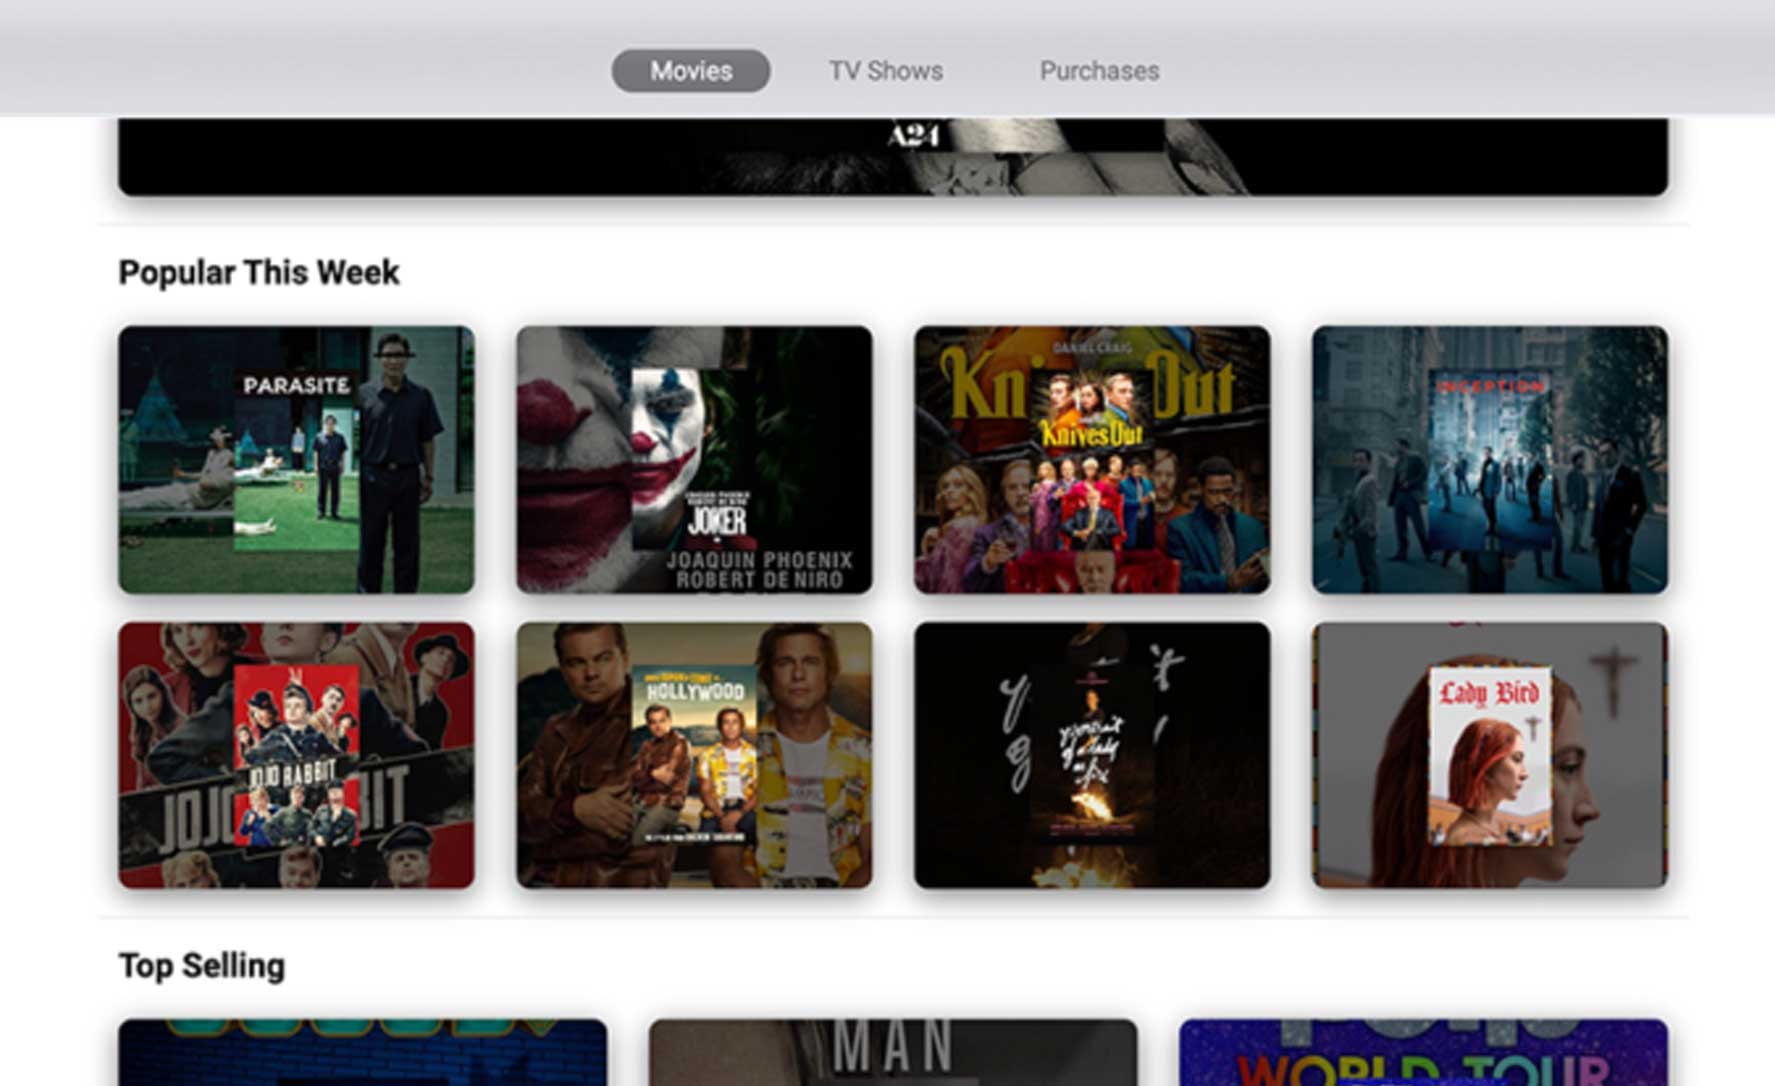 Movies
TV Shows
Purchases
A24
Popular This Week
PARASITE
JOKER
JOAQUIN PHOENIX
ROBERT DE NIRO
DANIEL CRAIG
Kn Out
Knives Out
INCEPTION
JOJO RABBIT
JOJO BIT
HOLLYWOOD
portrait
of a lady
on fire
Lady Bird
Top Selling
MAN
WORLD TOUR